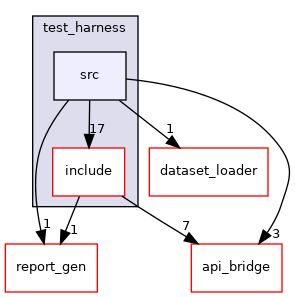 test_harness
src
17
1
include
dataset_loader
7
3
1
1
report_gen
api_bridge